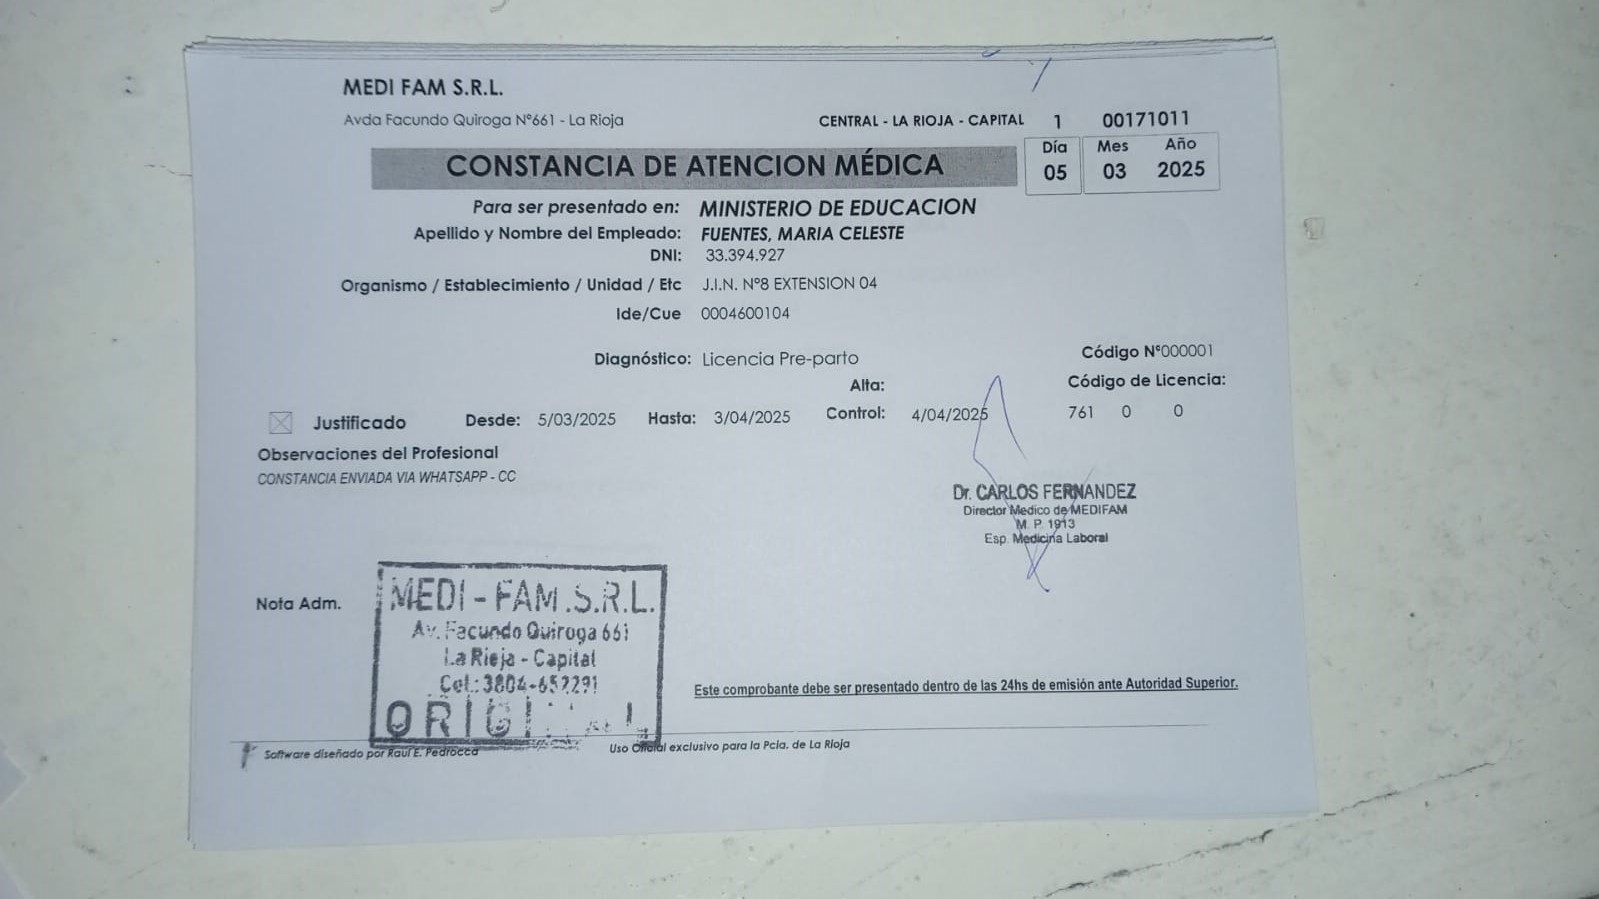 MEDI FAM S.R.L.
Avda Facundo Quiroga Nº661 - La Rioja
CENTRAL - LA RIOJA - CAPITAL 1 00171011
CONSTANCIA DE ATENCION MÉDICA
Día Mes Año
05 03 2025
Para ser presentado en: MINISTERIO DE EDUCACION
Apellido y Nombre del Empleado: FUENTES, MARIA CELESTE
DNI: 33.394.927
Organismo / Establecimiento / Unidad / Etc J.I.N. Nº8 EXTENSION 04
Ide/Cue 0004600104
Diagnóstico: Licencia Pre-parto
Código Nº000001
Alta:
Código de Licencia:
Justificado Desde: 5/03/2025 Hasta: 3/04/2025 Control: 4/04/2025 761 0 0
Observaciones del Profesional
CONSTANCIA ENVIADA VIA WHATSAPP - CC
Dr. CARLOS FERNANDEZ
Director Medico de MEDIFAM
M. P. 1913
Esp. Medicina Laboral
Nota Adm.
MEDI - FAM.S.R.L.
Av. Facundo Quiroga 661
La Rioja - Capital
Cel.: 3804-652291
Este comprobante debe ser presentado dentro de las 24hs de emisión ante Autoridad Superior.
Software diseñado por Raul E. Pedrocca
Uso Oficial exclusivo para la Pcia. de La Rioja